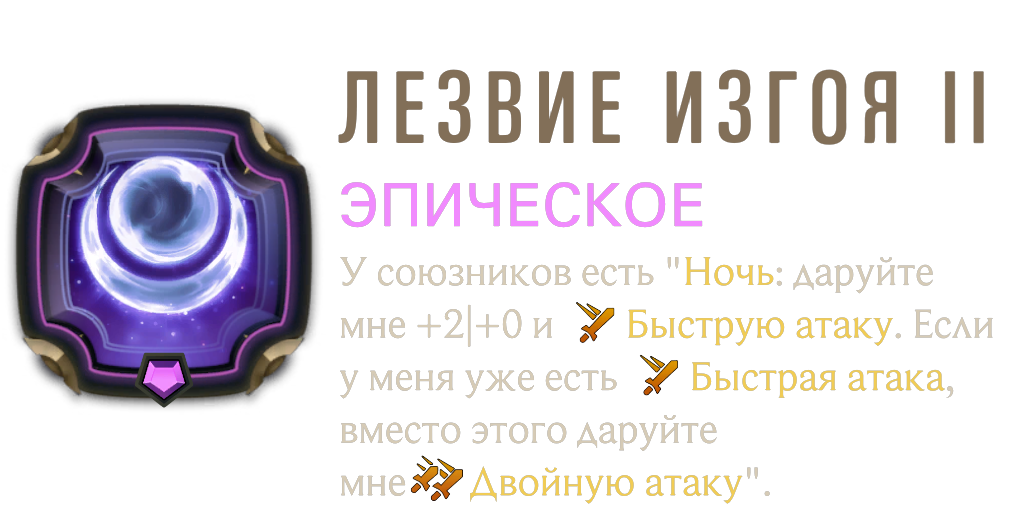 ЛЕЗВИЕ ИЗГОЯ II
ЭПИЧЕСКОЕ
У союзников есть "Ночь: даруйте
мне +2|+0 и Быструю атаку. Если
у меня уже есть Быстрая атака,
вместо этого даруйте
мне Двойную атаку".